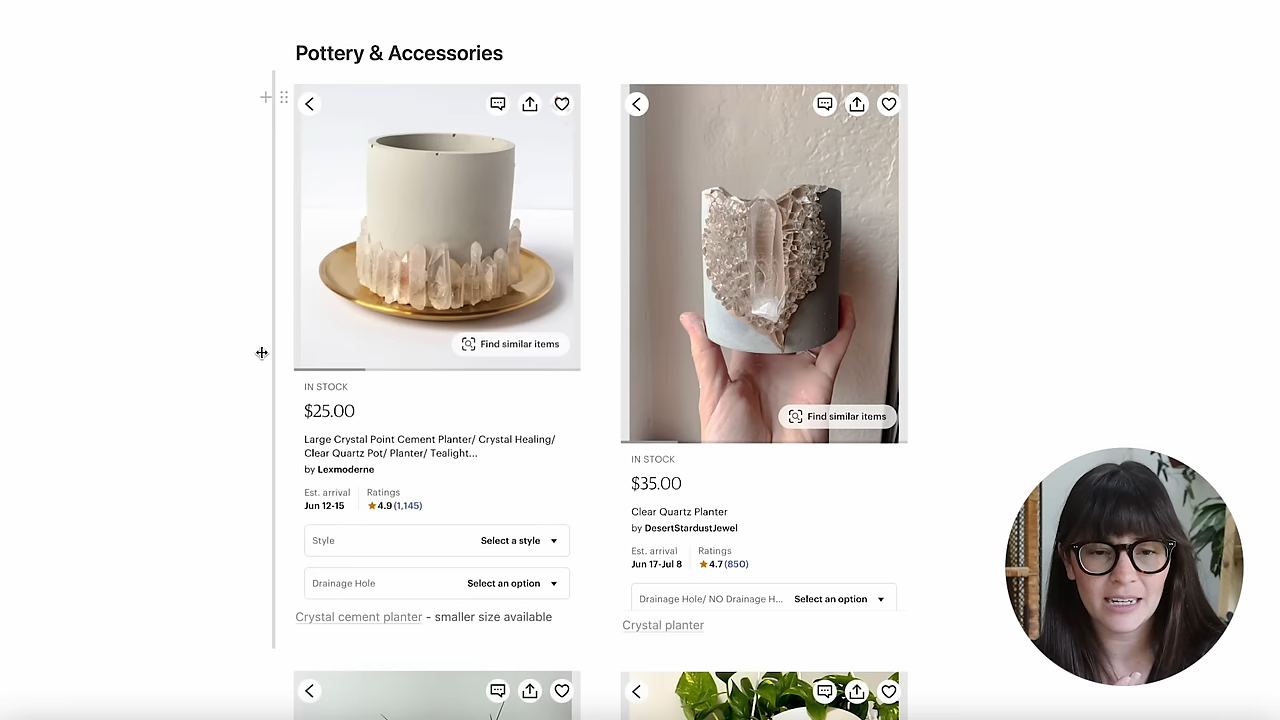 Pottery & Accessories
Find similar items
IN STOCK
$25.00
Large Crystal Point Cement Planter/ Crystal Healing/
Clear Quartz Pot/ Planter/ Tealight...
by Lexmoderne
Est. arrival
Jun 12-15
Ratings
4.9 (1,145)
Style
Select a style
Drainage Hole
Select an option
Crystal cement planter - smaller size available
Find similar items
IN STOCK
$35.00
Clear Quartz Planter
by DesertStardustJewel
Est. arrival
Jun 17-Jul 8
Ratings
4.7 (850)
Drainage Hole/ NO Drainage H...
Select an option
Crystal planter